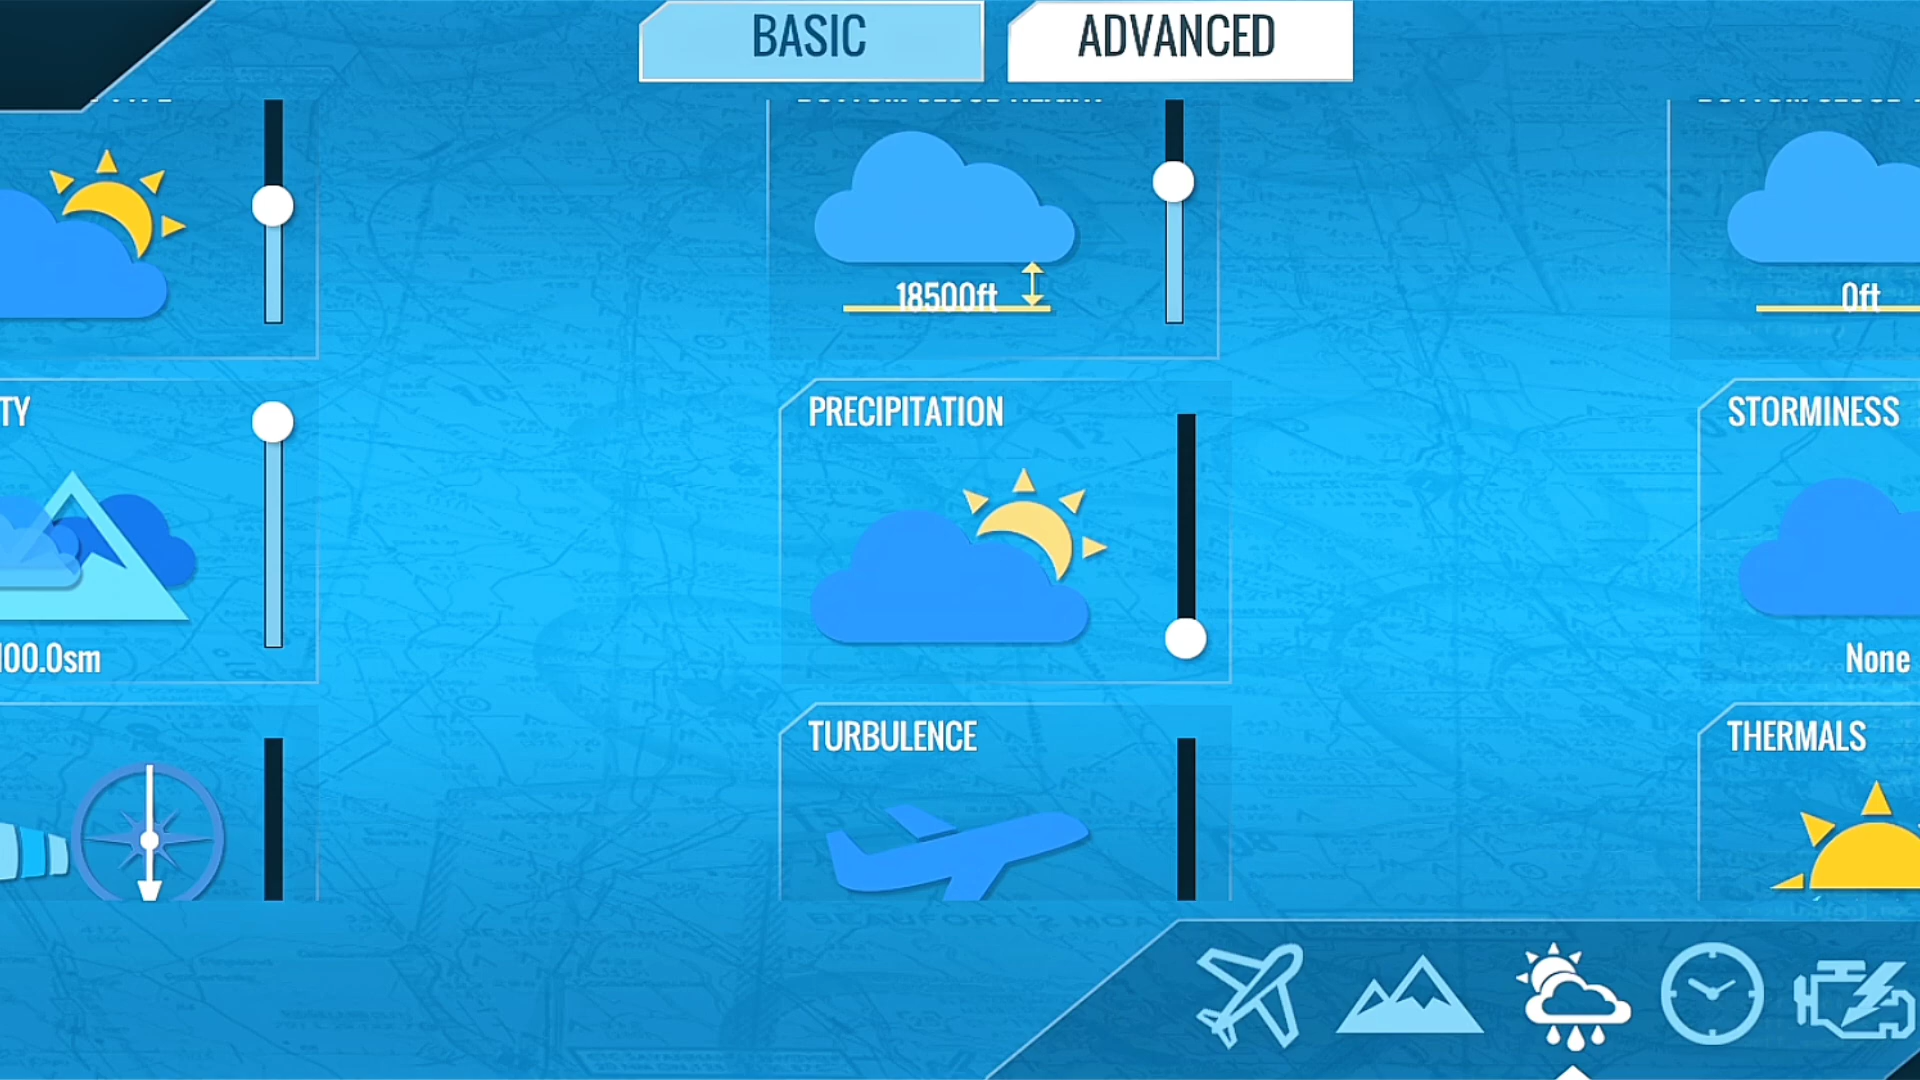 BASIC
ADVANCED
18500ft
0ft
TY
PRECIPITATION
STORMINESS
00.0sm
None
TURBULENCE
THERMALS